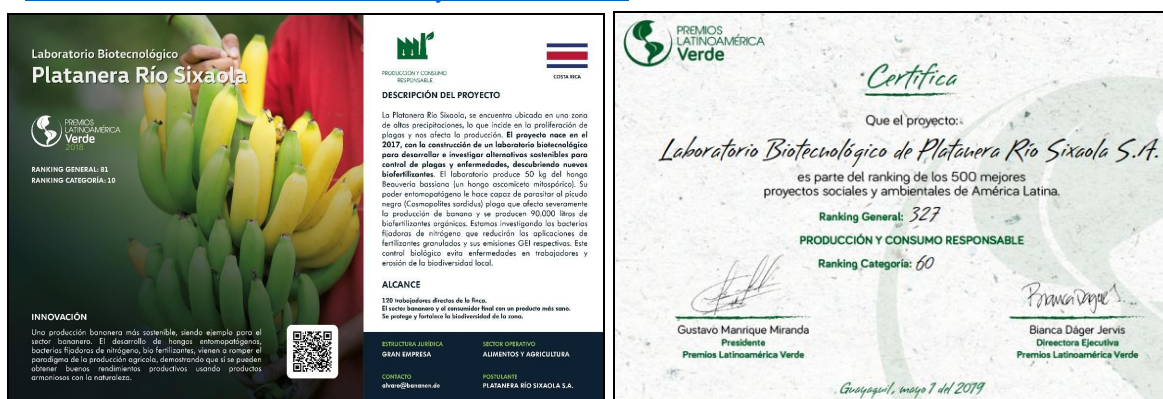 Laboratorio Biotecnológico
Platanera Río Sixaola
PREMIOS
LATINOAMÉRICA
Verde
2018
RANKING GENERAL: 81
RANKING CATEGORÍA: 10
INNOVACIÓN
Una producción bananera más sostenible, siendo ejemplo para el
sector bananero. El desarrollo de hongos entomopatógenos,
bacterias fijadoras de nitrógeno, bio fertilizantes, vienen a romper el
paradigma de la producción agrícola, demostrando que sí se pueden
obtener buenos rendimientos productivos usando productos
armoniosos con la naturaleza.
PRODUCCIÓN Y CONSUMO
RESPONSABLE
COSTA RICA
DESCRIPCIÓN DEL PROYECTO
La Platanera Río Sixaola, se encuentra ubicado en una zona
de altas precipitaciones, lo que incide en la proliferación de
plagas y nos afecta la producción. El proyecto nace en el
2017, con la construcción de un laboratorio biotecnológico
para desarrollar e investigar alternativas sostenibles para
control de plagas y enfermedades, descubriendo nuevos
biofertilizantes. El laboratorio produce 50 kg del hongo
Beauveria bassiana (un hongo ascomiceto mitospórico). Su
poder entomopatógeno le hace capaz de parasitar al picudo
negro (Cosmopolites sordidus) plaga que afecta severamente
la producción de banano y se producen 90.000 litros de
biofertilizantes orgánicos. Estamos investigando las bacterias
fijadoras de nitrógeno que reducirán las aplicaciones de
fertilizantes granulados y sus emisiones GEI respectivas. Este
control biológico evita enfermedades en trabajadores y
erosión de la biodiversidad local.
ALCANCE
120 trabajadores directos de la finca.
El sector bananero y el consumidor final con un producto más sano.
Se protege y fortalece la biodiversidad de la zona.
ESTRUCTURA JURÍDICA
GRAN EMPRESA
SECTOR OPERATIVO
ALIMENTOS Y AGRICULTURA
CONTACTO
alvaro@bananen.de
POSTULANTE
PLATANERA RÍO SIXAOLA S.A.
PREMIOS
LATINOAMÉRICA
Verde
Certifica
Que el proyecto:
Laboratorio Biotecnológico de Platanera Río Sixaola S.A.
es parte del ranking de los 500 mejores
proyectos sociales y ambientales de América Latina.
Ranking General: 327
PRODUCCIÓN Y CONSUMO RESPONSABLE
Ranking Categoría: 60
Gustavo Manrique Miranda
Presidente
Premios Latinoamérica Verde
Bianca Dáger Jervis
Direectora Ejecutiva
Premios Latinoamérica Verde
Guayaquil, mayo 1 del 2019